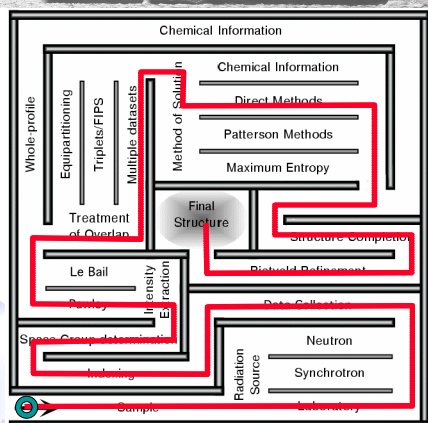 Chemical Information
Whole-profile
Equipartitioning
Triplets/FIPS
Multiple datasets
Method of Solution
Chemical Information
Direct Methods
Patterson Methods
Maximum Entropy
Final
Structure
Treatment
of Overlap
Structure Completion
Le Bail
Pawley
Intensity
Extraction
Rietveld Refinement
Data Collection
Space Group determination
Indexing
Neutron
Radiation
Source
Synchrotron
Laboratory
Sample